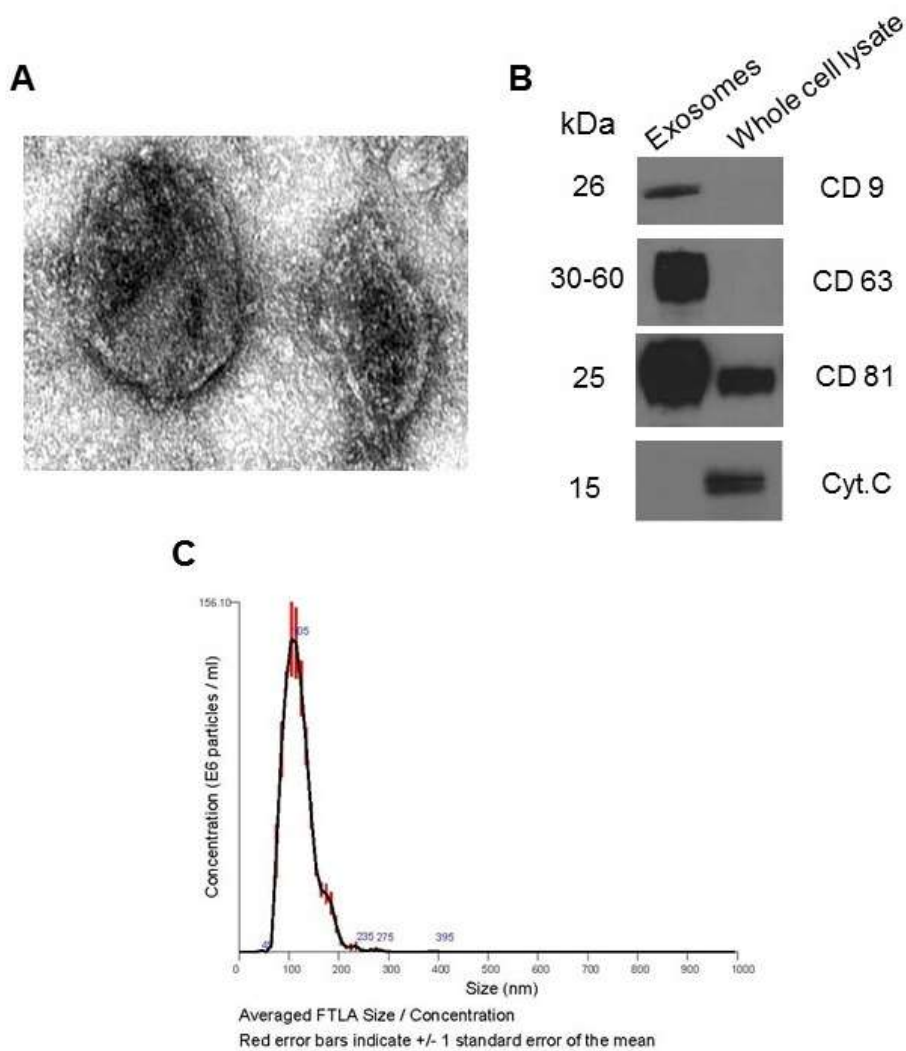 A
B
kDa
Exosomes
Whole cell lysate
26
CD 9
30-60
CD 63
25
CD 81
15
Cyt.C
C
156.10
05
235
275
395
Concentration (E6 particles / ml)
0 100 200 300 400 500 600 700 800 900 1000
Size (nm)
Averaged FTLA Size / Concentration
Red error bars indicate +/- 1 standard error of the mean